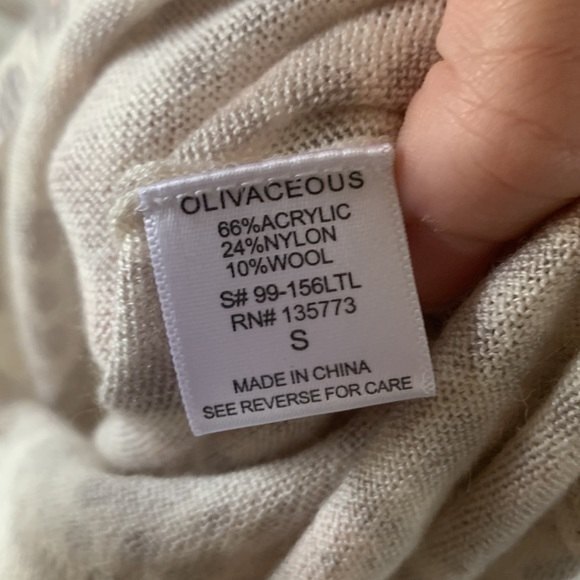 OLIVACEOUS
66%ACRYLIC
24%NYLON
10%WOOL
S# 99-156LTL
RN# 135773
S
MADE IN CHINA
SEE REVERSE FOR CARE